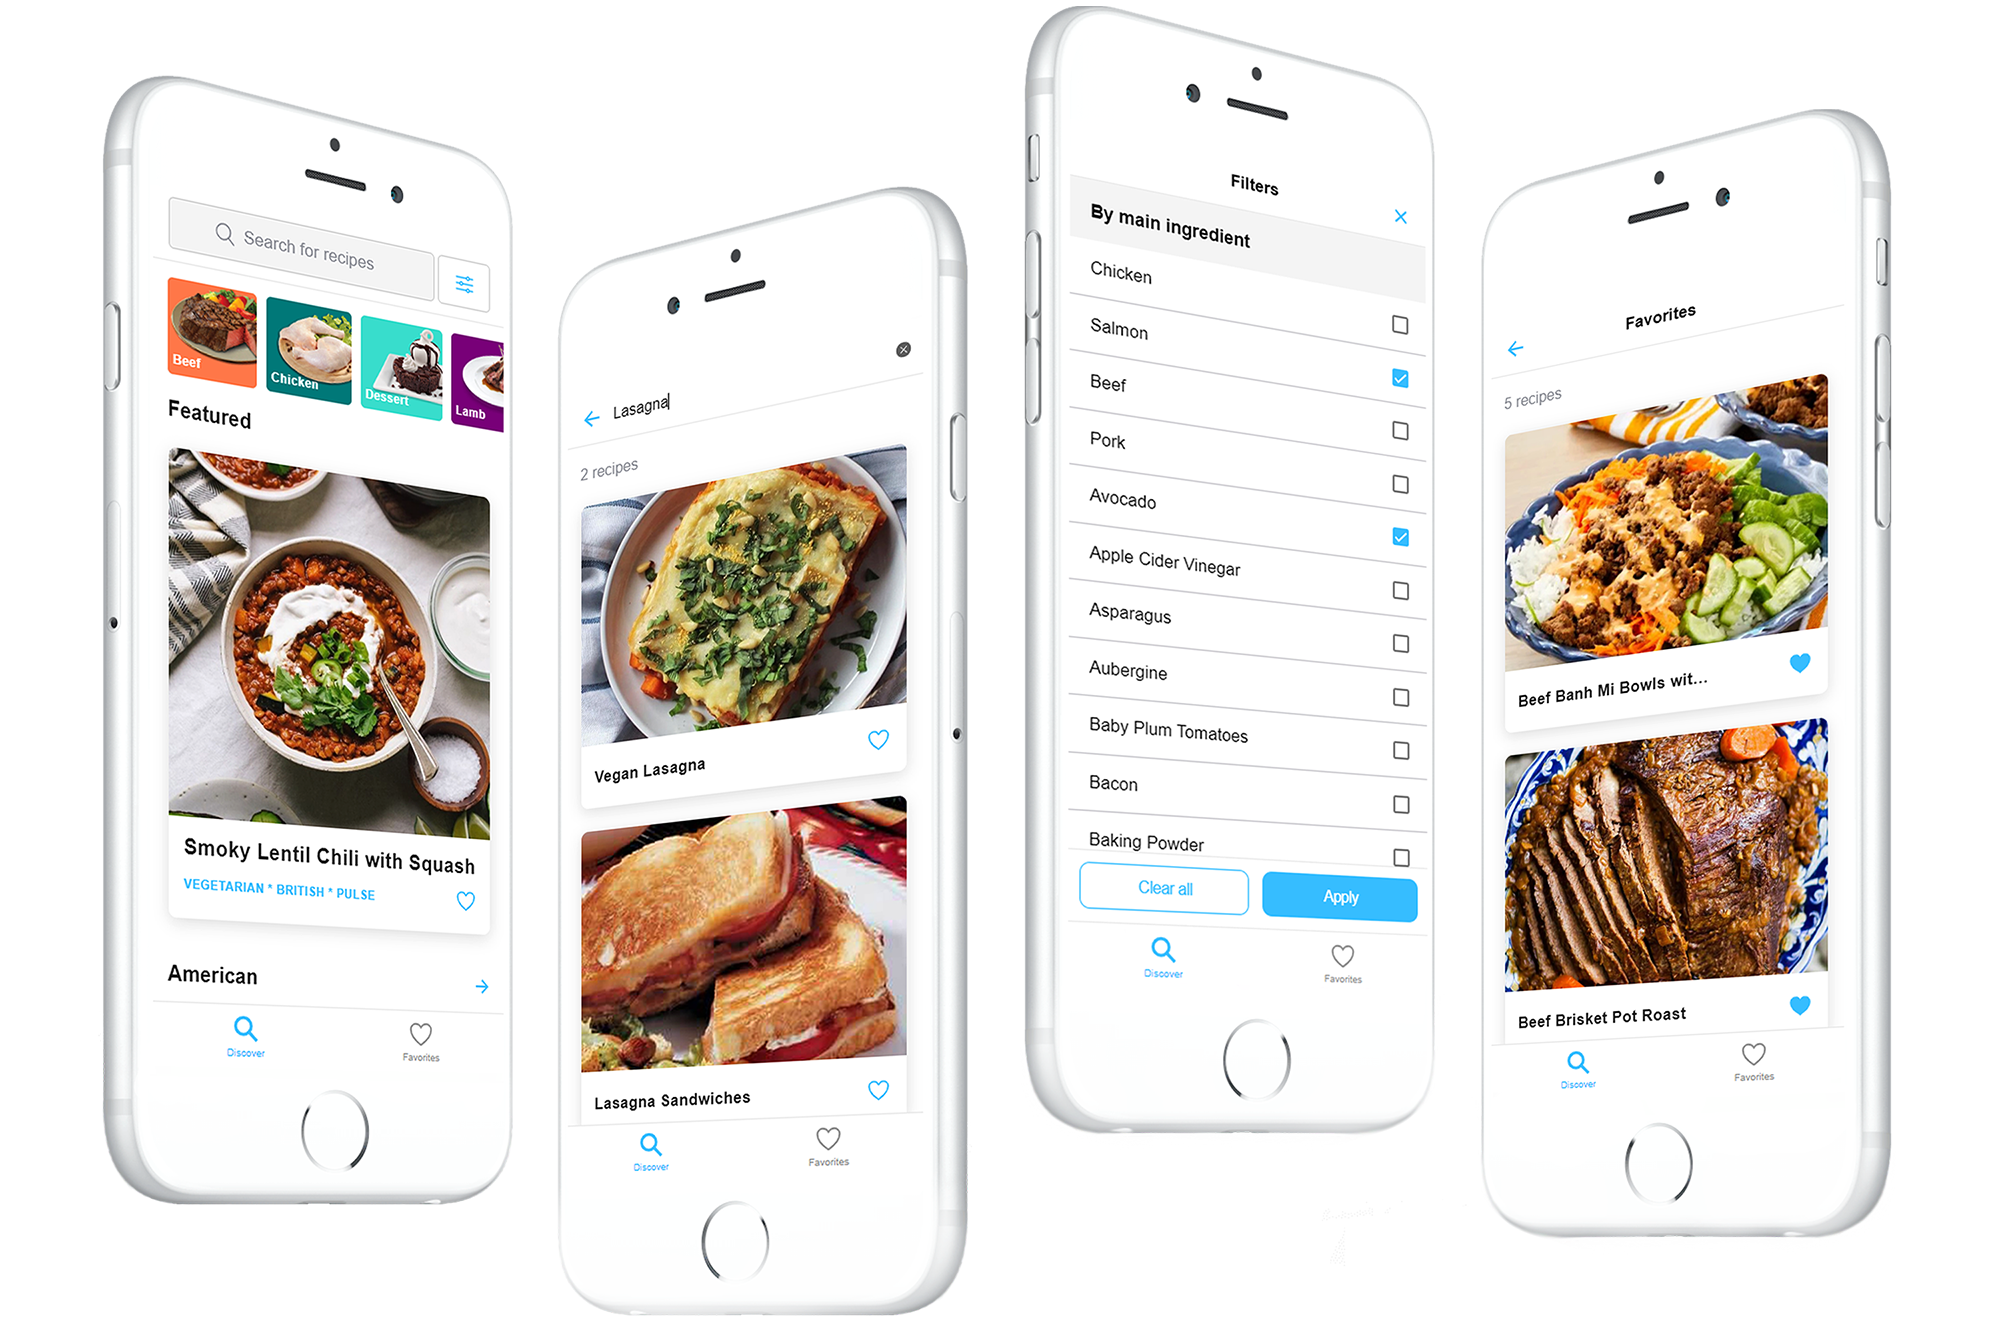 Search for recipes
Beef
Chicken
Dessert
Lamb
Featured
Smoky Lentil Chili with Squash
VEGETARIAN * BRITISH * PULSE
American
Discover
Favorites
Lasagna
2 recipes
Vegan Lasagna
Lasagna Sandwiches
Discover
Favorites
Filters
By main ingredient
Chicken
Salmon
Beef
Pork
Avocado
Apple Cider Vinegar
Asparagus
Aubergine
Baby Plum Tomatoes
Bacon
Baking Powder
Clear all
Apply
Discover
Favorites
Favorites
5 recipes
Beef Banh Mi Bowls wit...
Beef Brisket Pot Roast
Discover
Favorites